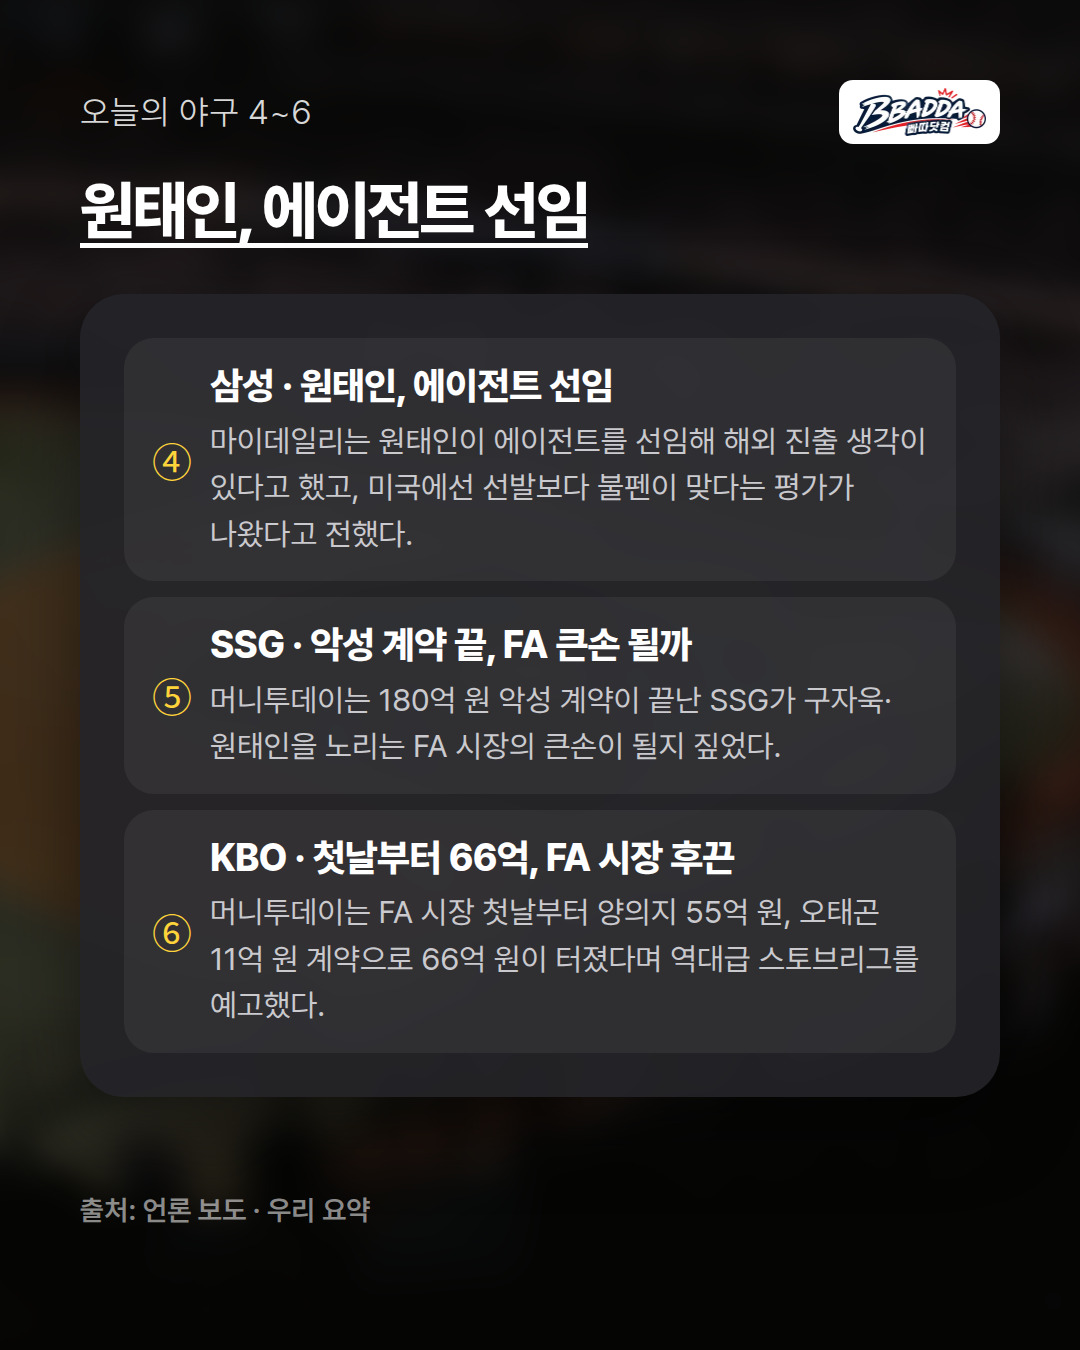 오늘의 야구 4~6
BBADDA
빠따닷컴
원태인, 에이전트 선임
삼성 · 원태인, 에이전트 선임
④
마이데일리는 원태인이 에이전트를 선임해 해외 진출 생각이
있다고 했고, 미국에선 선발보다 불펜이 맞다는 평가가
나왔다고 전했다.
SSG · 악성 계약 끝, FA 큰손 될까
⑤
머니투데이는 180억 원 악성 계약이 끝난 SSG가 구자욱·
원태인을 노리는 FA 시장의 큰손이 될지 짚었다.
KBO · 첫날부터 66억, FA 시장 후끈
⑥
머니투데이는 FA 시장 첫날부터 양의지 55억 원, 오태곤
11억 원 계약으로 66억 원이 터졌다며 역대급 스토브리그를
예고했다.
출처: 언론 보도 · 우리 요약